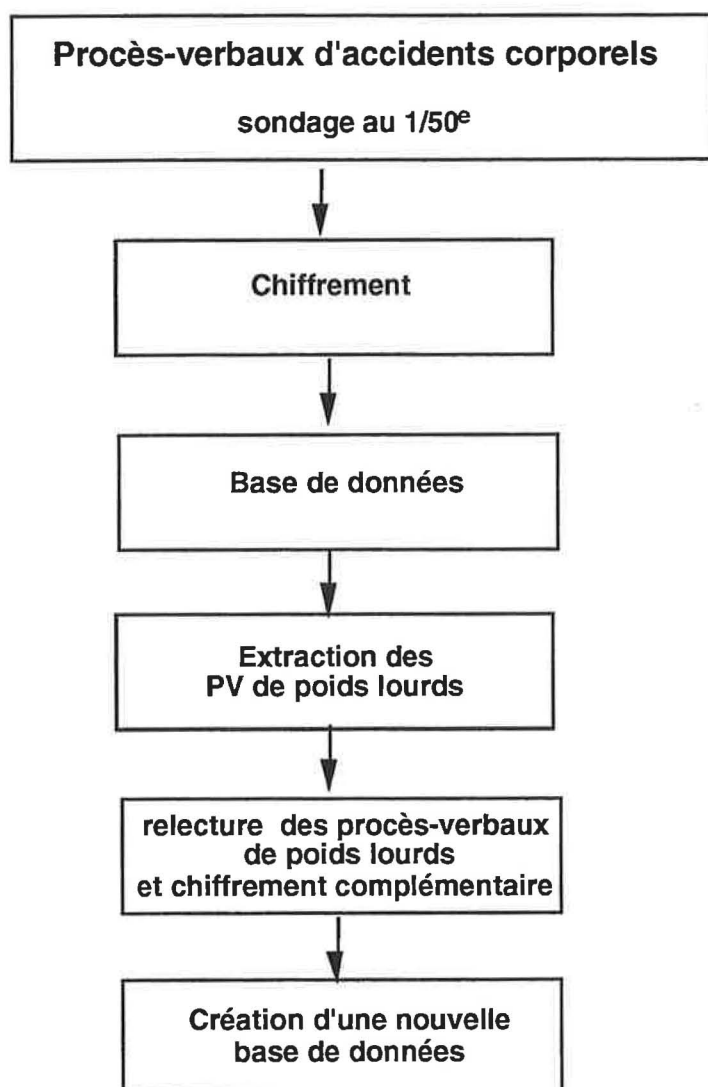 Procès-verbaux d'accidents corporels
sondage au 1/50e
Chiffrement
Base de données
Extraction des
PV de poids lourds
relecture des procès-verbaux
de poids lourds
et chiffrement complémentaire
Création d'une nouvelle
base de données